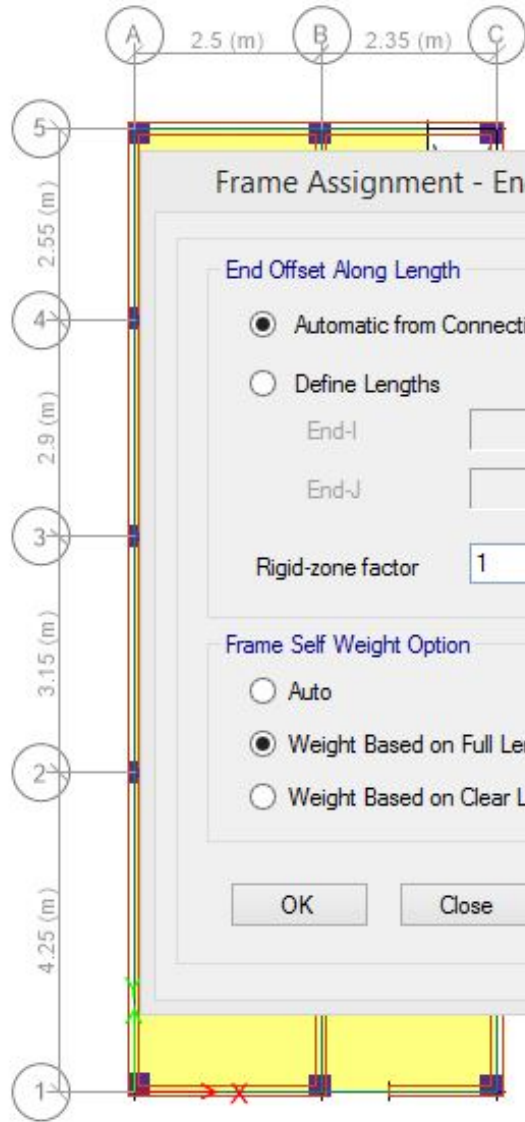 A 2.5 (m) B 2.35 (m) C
5
Frame Assignment - En
2.55 (m)
End Offset Along Length
4
Automatic from Connecti
Define Lengths
2.9 (m)
End-I
End-J
3
Rigid-zone factor 1
Frame Self Weight Option
3.15 (m)
Auto
Weight Based on Full Le
2
Weight Based on Clear L
OK Close
4.25 (m)
Y
1
X